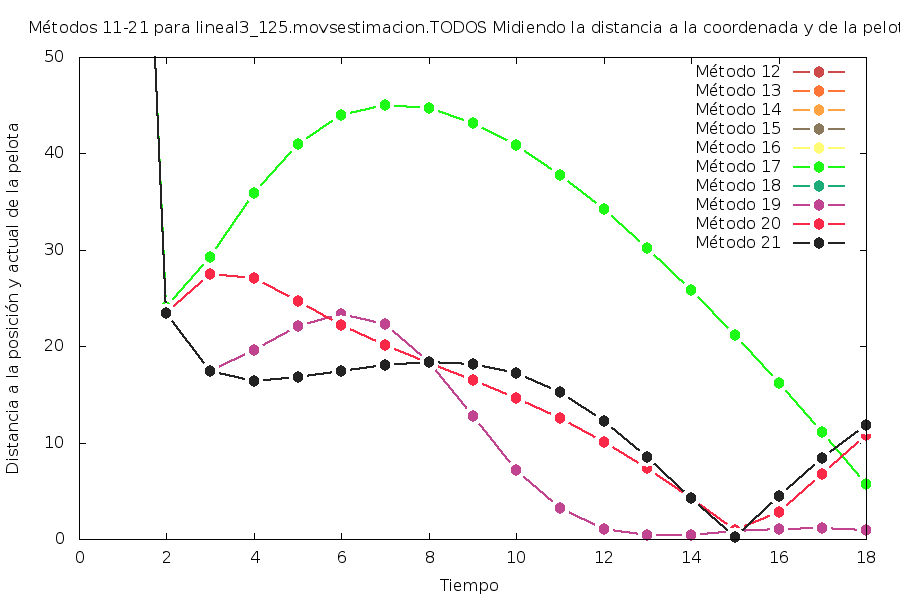 Métodos 11-21 para lineal3_125.movsestimacion.TODOS Midiendo la distancia a la coordenada y de la pelot
50
40
30
20
10
0
Distancia a la posición y actual de la pelota
Método 12
Método 13
Método 14
Método 15
Método 16
Método 17
Método 18
Método 19
Método 20
Método 21
0 2 4 6 8 10 12 14 16 18
Tiempo